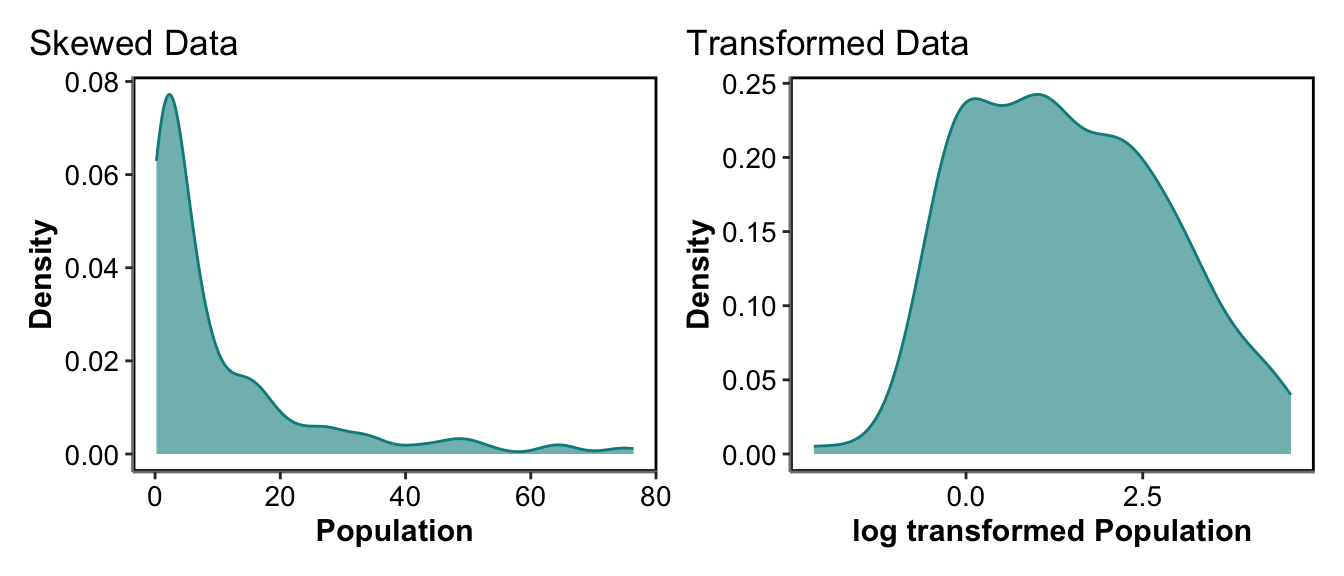 Skewed Data
0.08
0.06
0.04
0.02
0.00
Density
0 20 40 60 80
Population
Transformed Data
0.25
0.20
0.15
0.10
0.05
0.00
Density
0.0 2.5
log transformed Population